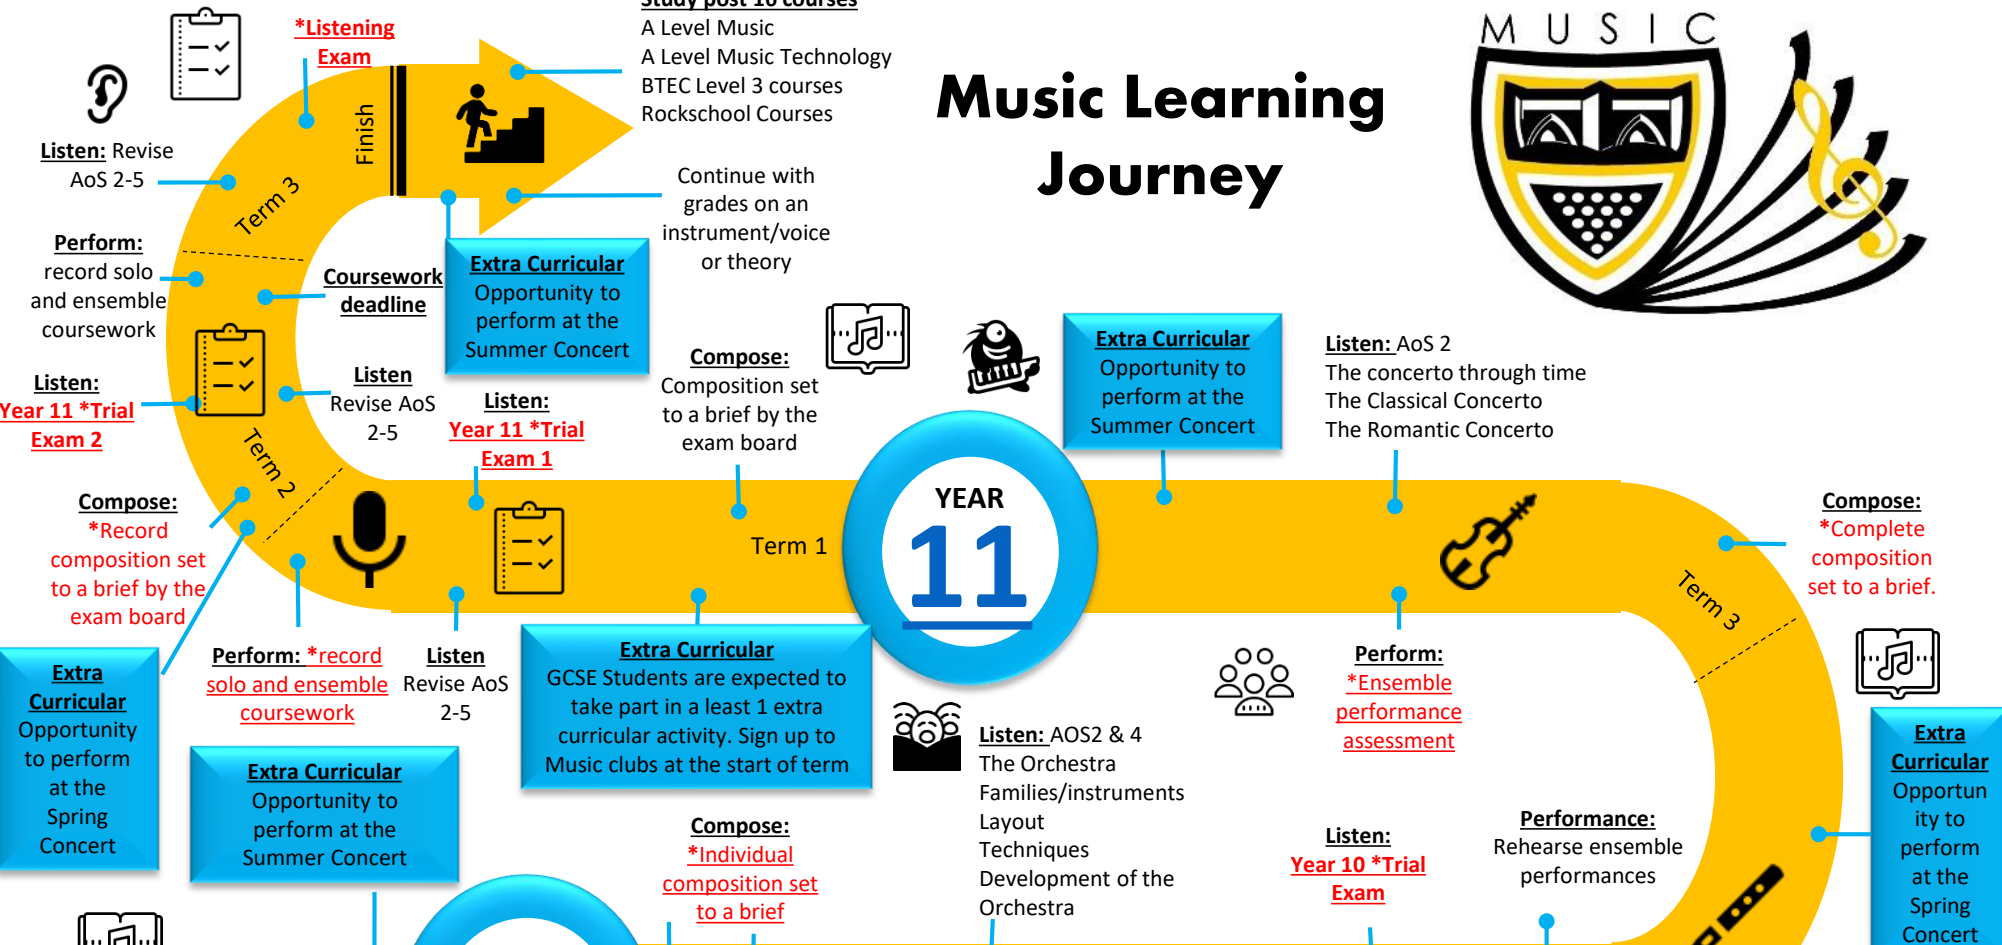 Study post 16 courses
A Level Music
A Level Music Technology
BTEC Level 3 courses
Rockschool Courses
Music Learning
Journey
MUSIC
*Listening
Exam
Finish
Listen: Revise
AoS 2-5
Term 3
Continue with
grades on an
instrument/voice
or theory
Perform:
record solo
and ensemble
coursework
Coursework
deadline
Extra Curricular
Opportunity to
perform at the
Summer Concert
Listen:
Year 11 *Trial
Exam 2
Listen
Revise AoS
2-5
Term 2
Listen:
Year 11 *Trial
Exam 1
Compose:
Composition set
to a brief by the
exam board
Extra Curricular
Opportunity to
perform at the
Summer Concert
Listen: AoS 2
The concerto through time
The Classical Concerto
The Romantic Concerto
Compose:
*Record
composition set
to a brief by the
exam board
Term 1
YEAR
11
Compose:
*Complete
composition
set to a brief.
Term 3
Extra
Curricular
Opportunity
to perform
at the
Spring
Concert
Perform: *record
solo and ensemble
coursework
Listen
Revise AoS
2-5
Extra Curricular
GCSE Students are expected to
take part in a least 1 extra
curricular activity. Sign up to
Music clubs at the start of term
Perform:
*Ensemble
performance
assessment
Extra Curricular
Opportunity to
perform at the
Summer Concert
Compose:
*Individual
composition set
to a brief
Listen: AOS2 & 4
The Orchestra
Families/instruments
Layout
Techniques
Development of the
Orchestra
Listen:
Year 10 *Trial
Exam
Performance:
Rehearse ensemble
performances
Extra
Curricular
Opportun
ity to
perform
at the
Spring
Concert